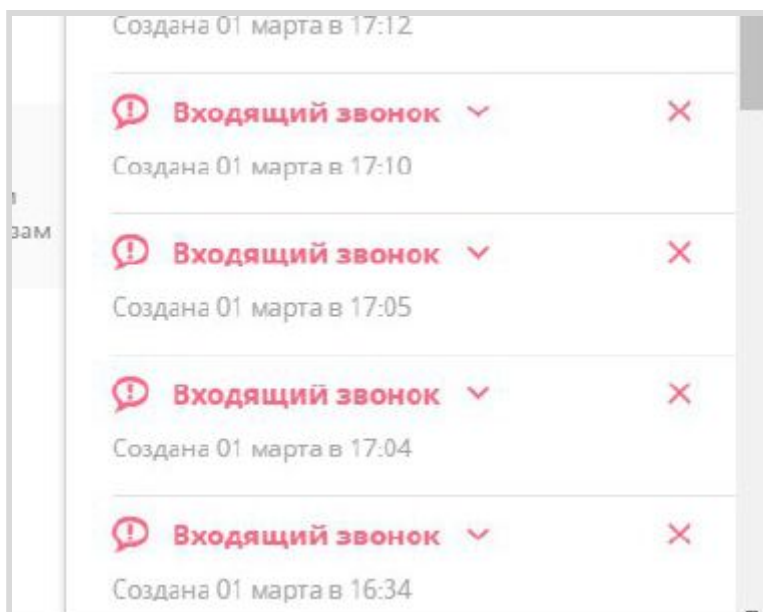 Создана 01 марта в 17:12
Входящий звонок
Создана 01 марта в 17:10
Входящий звонок
Создана 01 марта в 17:05
Входящий звонок
Создана 01 марта в 17:04
Входящий звонок
Создана 01 марта в 16:34